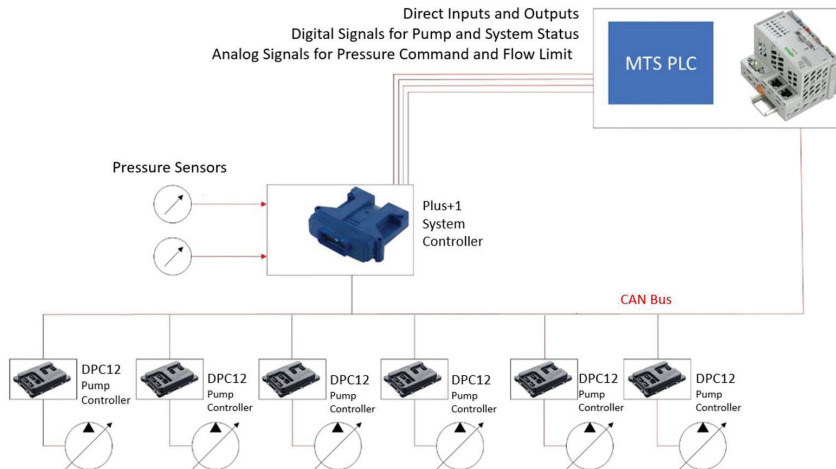 Direct Inputs and Outputs
Digital Signals for Pump and System Status
Analog Signals for Pressure Command and Flow Limit
MTS PLC
Pressure Sensors
Plus+1
System
Controller
CAN Bus
DPC12
Pump
Controller
DPC12
Pump
Controller
DPC12
Pump
Controller
DPC12
Pump
Controller
DPC12
Pump
Controller
DPC12
Pump
Controller